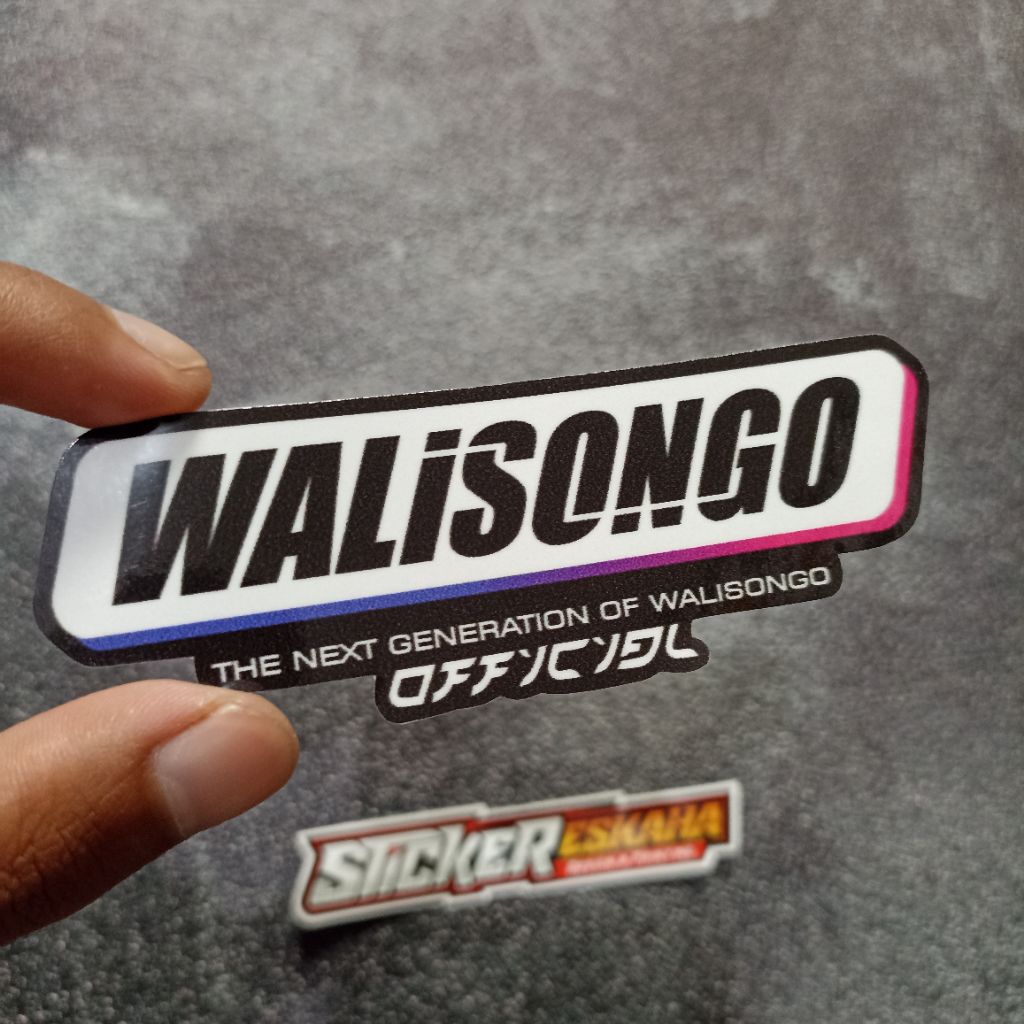 WALiSONGO
THE NEXT GENERATION OF WALISONGO
OFFICIAL
STICKER ESKAHA